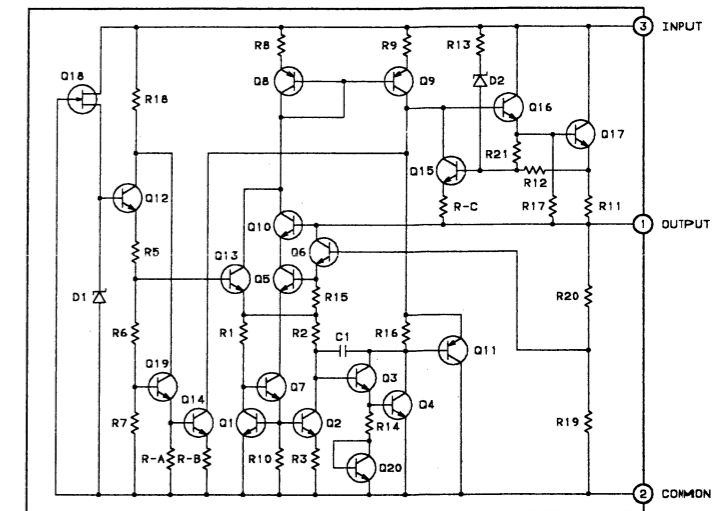 3 INPUT
R8
R9
R13
Q18
Q8
Q9
D2
R18
Q16
Q17
R21
Q15
R12
Q12
R-C
R17
R11
Q10
1 OUTPUT
R5
Q13
Q6
Q5
D1
R15
R20
R6
R1
R2
C1
R16
Q11
Q19
Q3
Q14
Q7
Q4
R7
Q1
Q2
R14
R19
R-A
R-B
R10
R3
Q20
2 COMMON